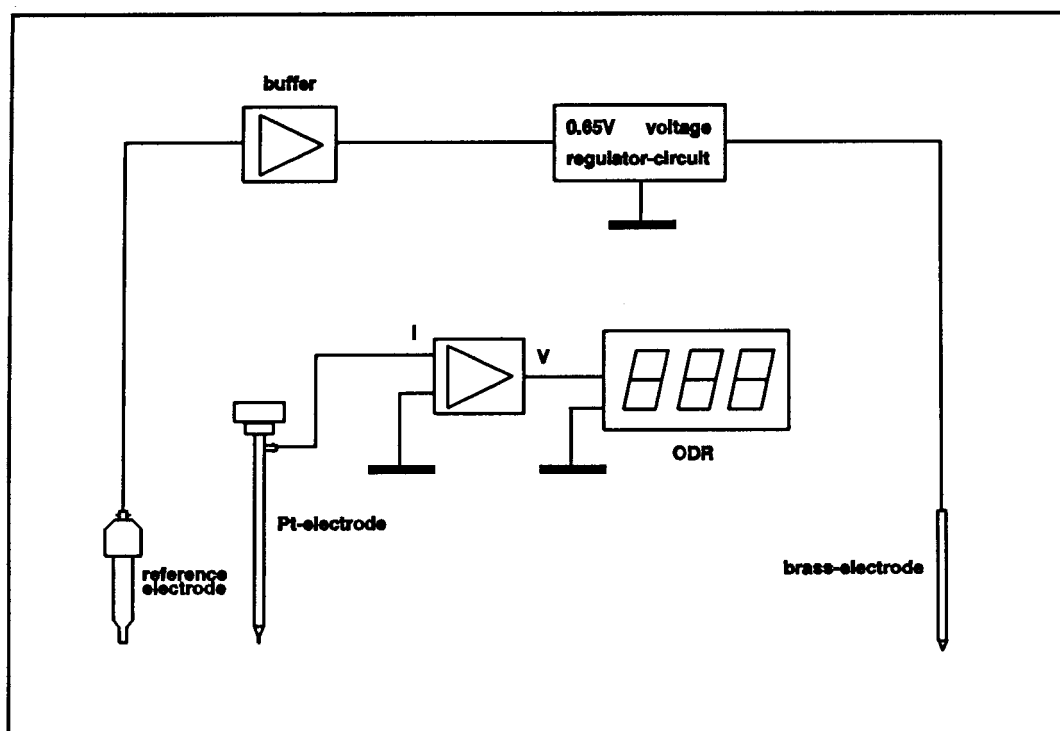 buffer
0.65V voltage
regulator-circuit
I
V
ODR
Pt-electrode
reference
electrode
brass-electrode